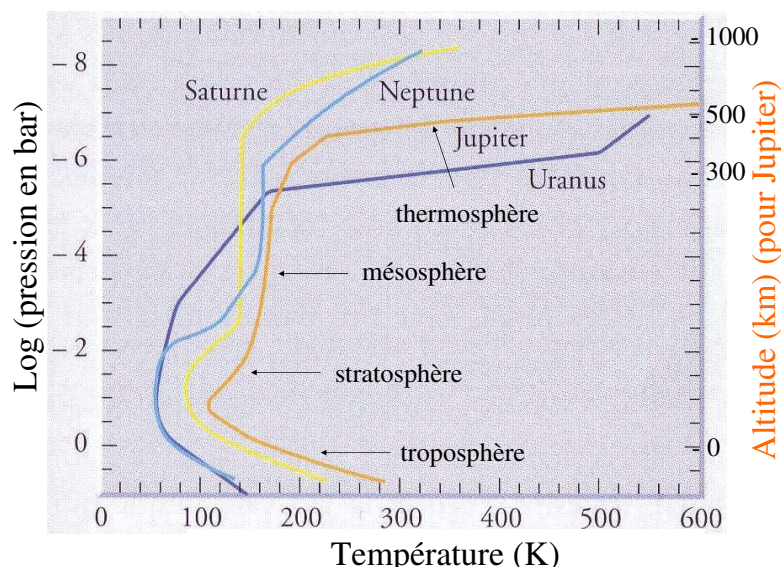 Log (pression en bar)
– 8
– 6
– 4
– 2
0
Saturne
Neptune
Jupiter
Uranus
thermosphère
mésosphère
stratosphère
troposphère
1000
500
300
0
Altitude (km) (pour Jupiter)
0 100 200 300 400 500 600
Température (K)